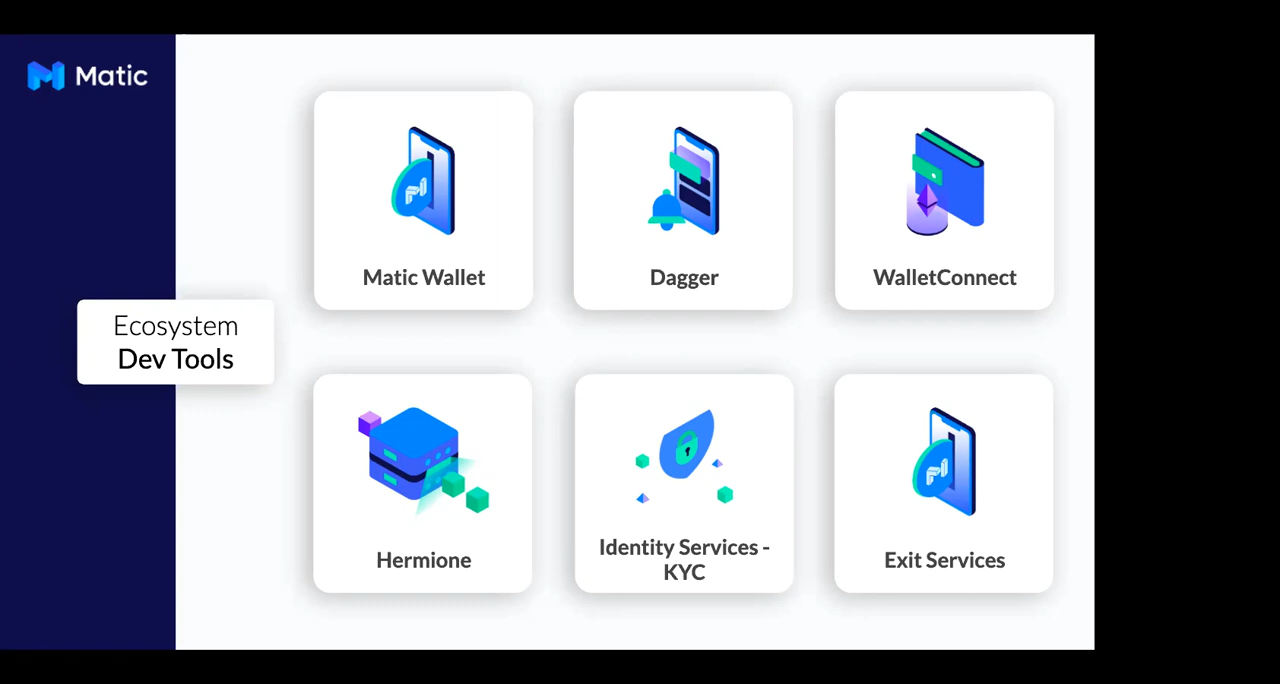 Matic
Ecosystem
Dev Tools
Matic Wallet
Dagger
WalletConnect
Hermione
Identity Services -
KYC
Exit Services